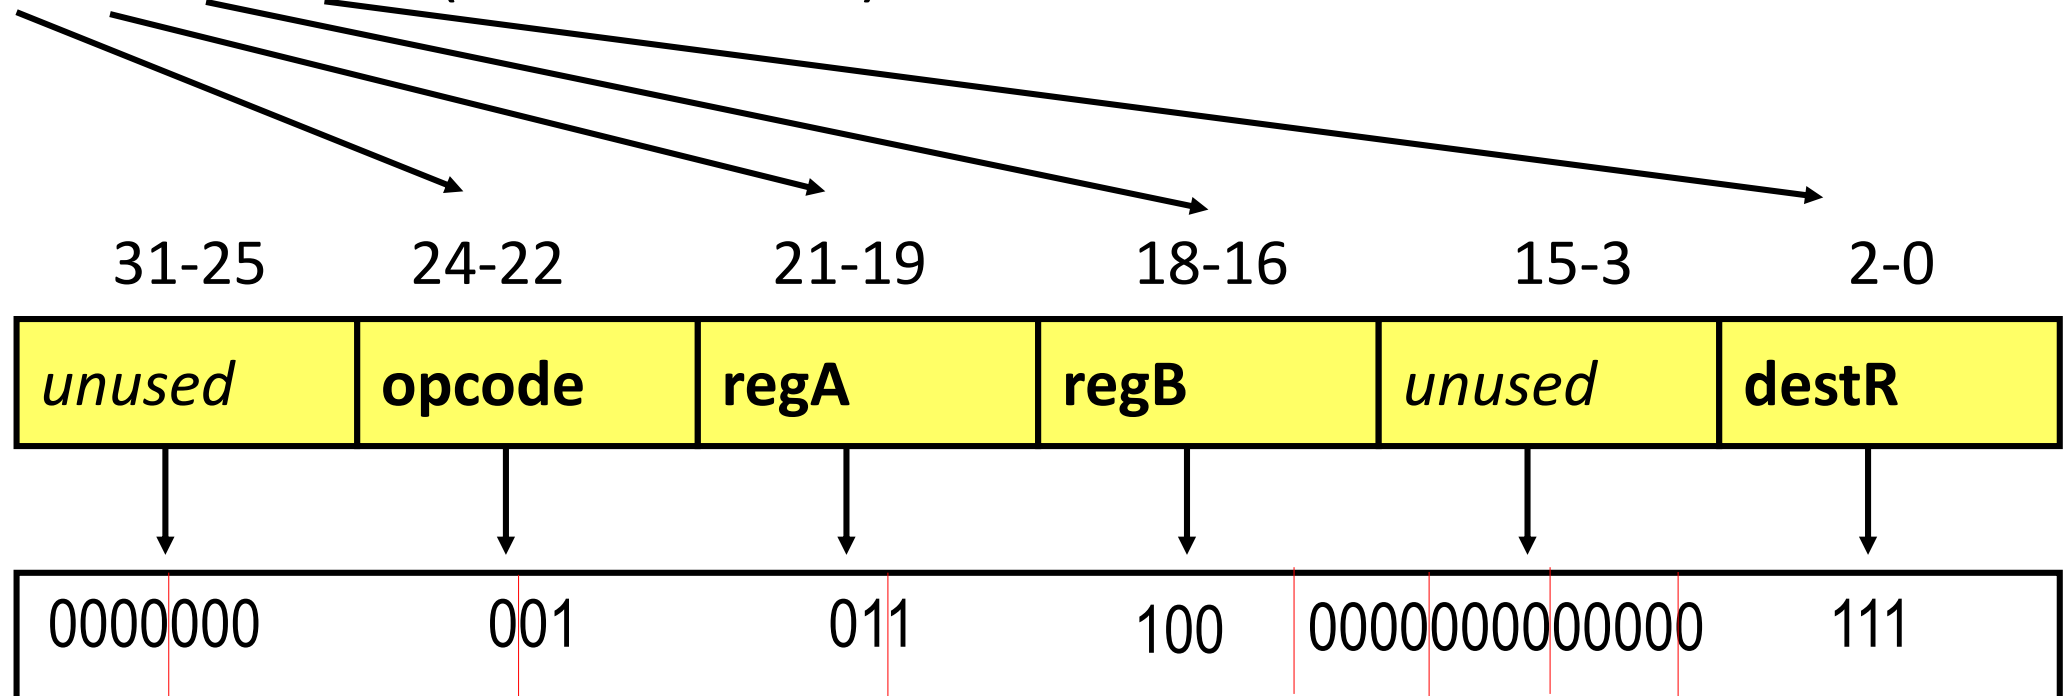 31-25 24-22 21-19 18-16 15-3 2-0
unused opcode regA regB unused destR
0000000 001 011 100 0000000000000 111